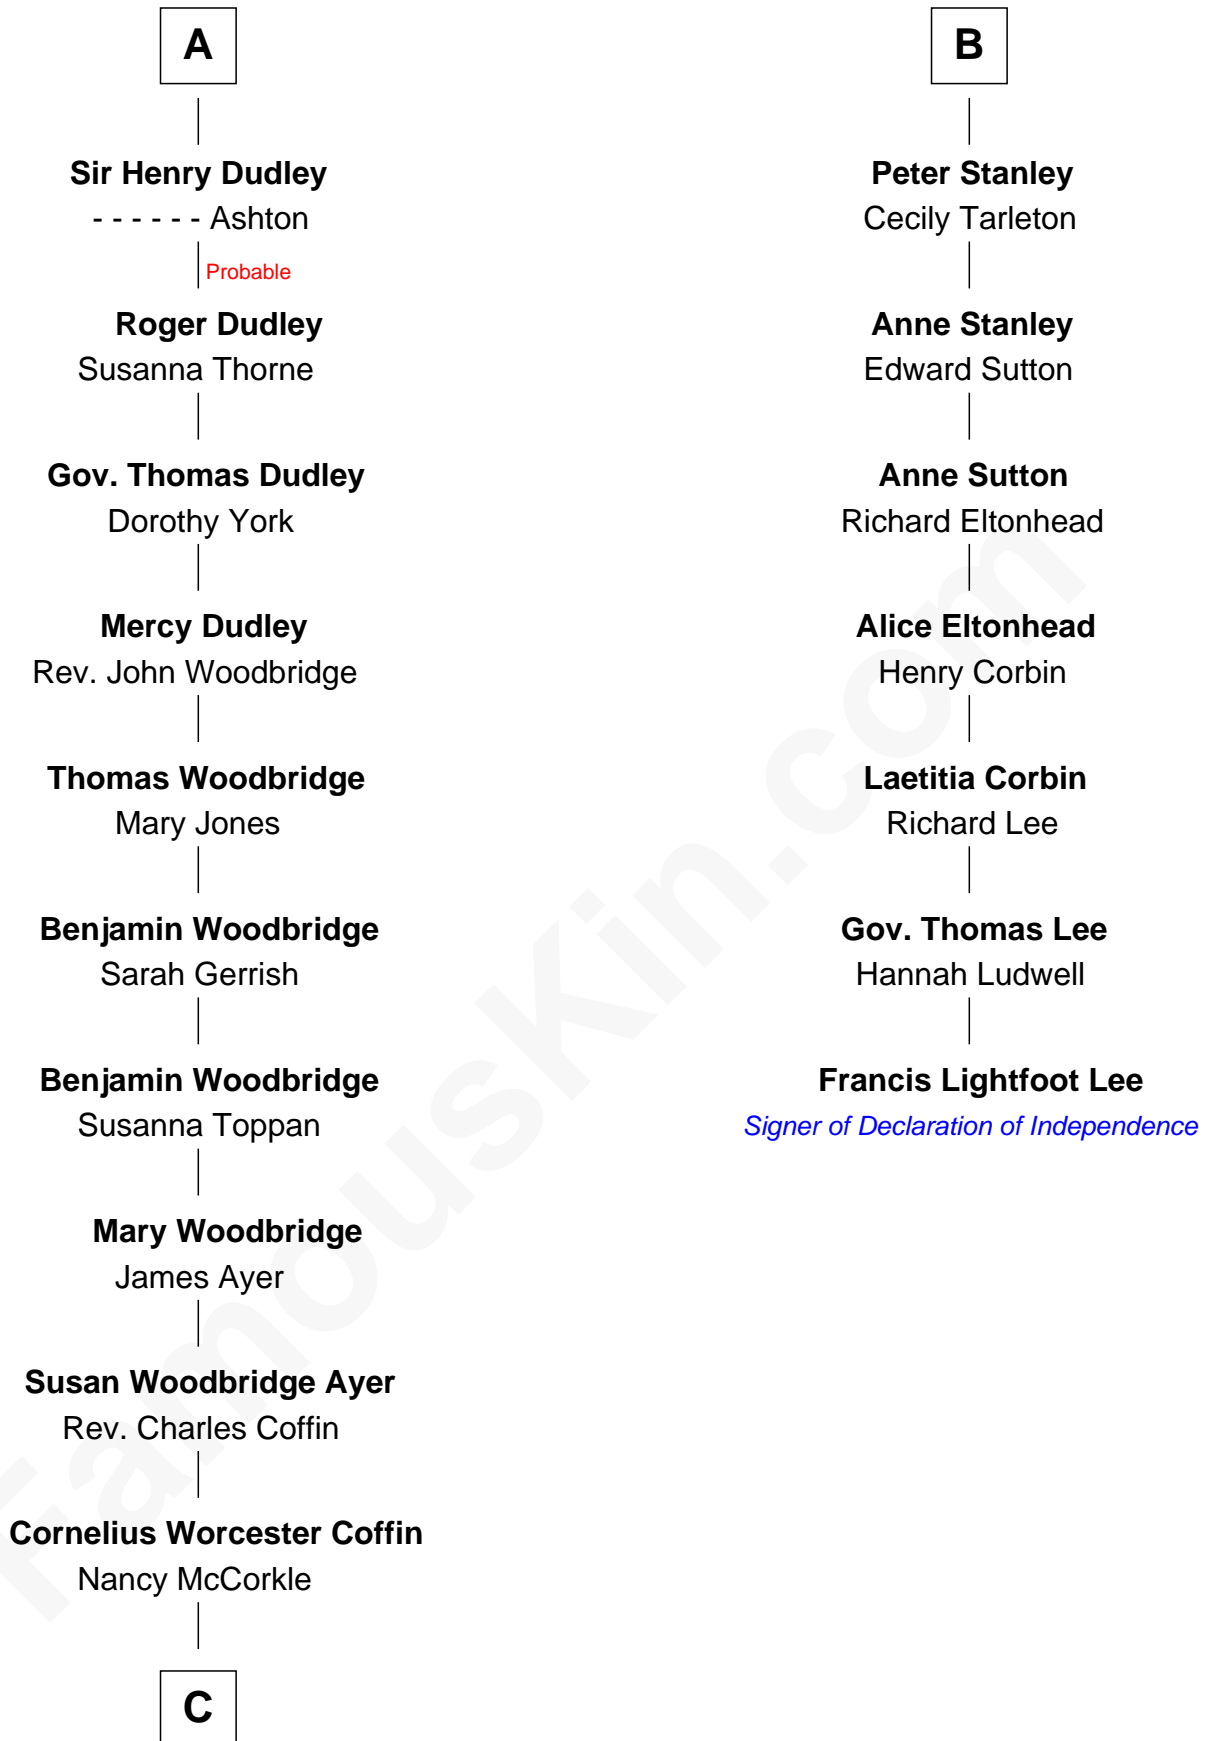 A
Sir Henry Dudley
- - - - - - Ashton
Probable
Roger Dudley
Susanna Thorne
Gov. Thomas Dudley
Dorothy York
Mercy Dudley
Rev. John Woodbridge
Thomas Woodbridge
Mary Jones
Benjamin Woodbridge
Sarah Gerrish
Benjamin Woodbridge
Susanna Toppan
Mary Woodbridge
James Ayer
Susan Woodbridge Ayer
Rev. Charles Coffin
Cornelius Worcester Coffin
Nancy McCorkle
C
B
Peter Stanley
Cecily Tarleton
Anne Stanley
Edward Sutton
Anne Sutton
Richard Eltonhead
Alice Eltonhead
Henry Corbin
Laetitia Corbin
Richard Lee
Gov. Thomas Lee
Hannah Ludwell
Francis Lightfoot Lee
Signer of Declaration of Independence
FamousKin.com